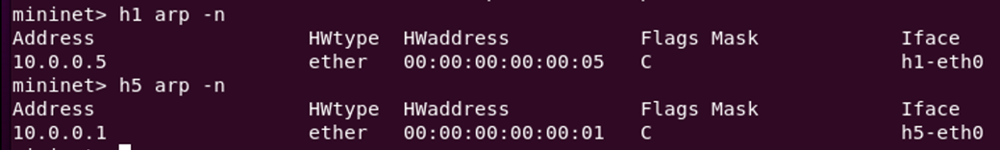 mininet> h1 arp -n
Address                  HWtype  HWaddress           Flags Mask            Iface
10.0.0.5                 ether   00:00:00:00:00:05   C                     h1-eth0
mininet> h5 arp -n
Address                  HWtype  HWaddress           Flags Mask            Iface
10.0.0.1                 ether   00:00:00:00:00:01   C                     h5-eth0